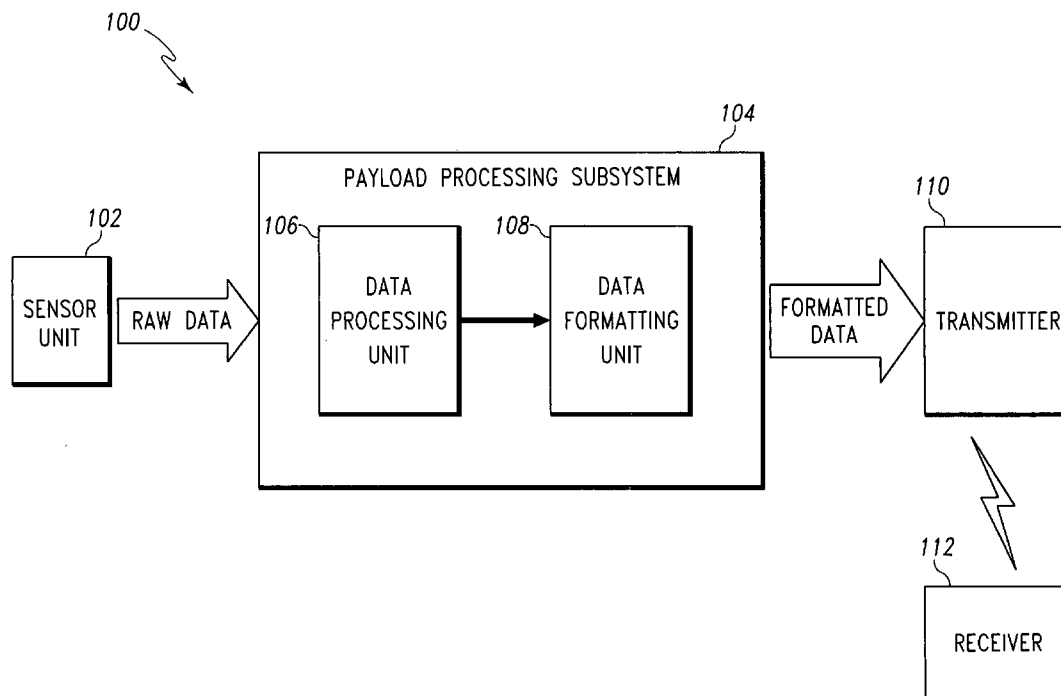 100
104
PAYLOAD PROCESSING SUBSYSTEM
102
SENSOR
UNIT
RAW DATA
106
DATA
PROCESSING
UNIT
108
DATA
FORMATTING
UNIT
FORMATTED
DATA
110
TRANSMITTER
112
RECEIVER